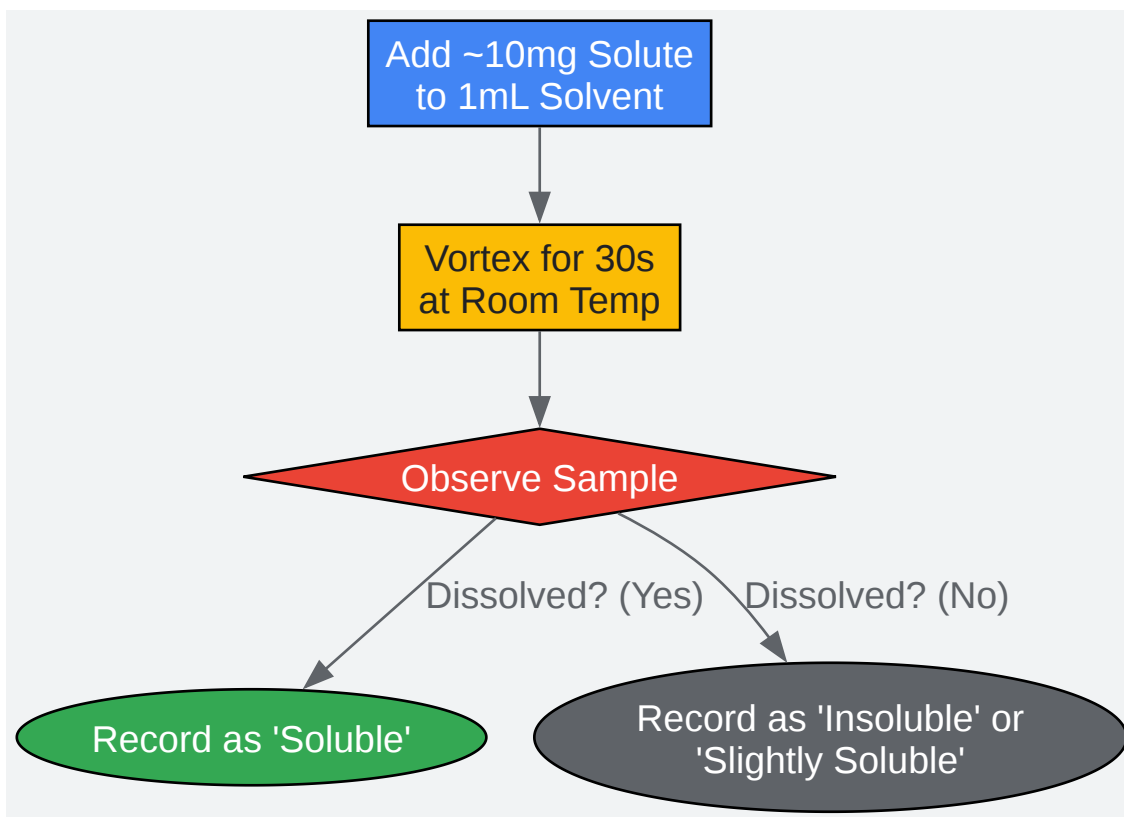 Add ~10mg Solute
to 1mL Solvent
Vortex for 30s
at Room Temp
Observe Sample
Dissolved? (Yes)
Dissolved? (No)
Record as 'Soluble'
Record as 'Insoluble' or
'Slightly Soluble'